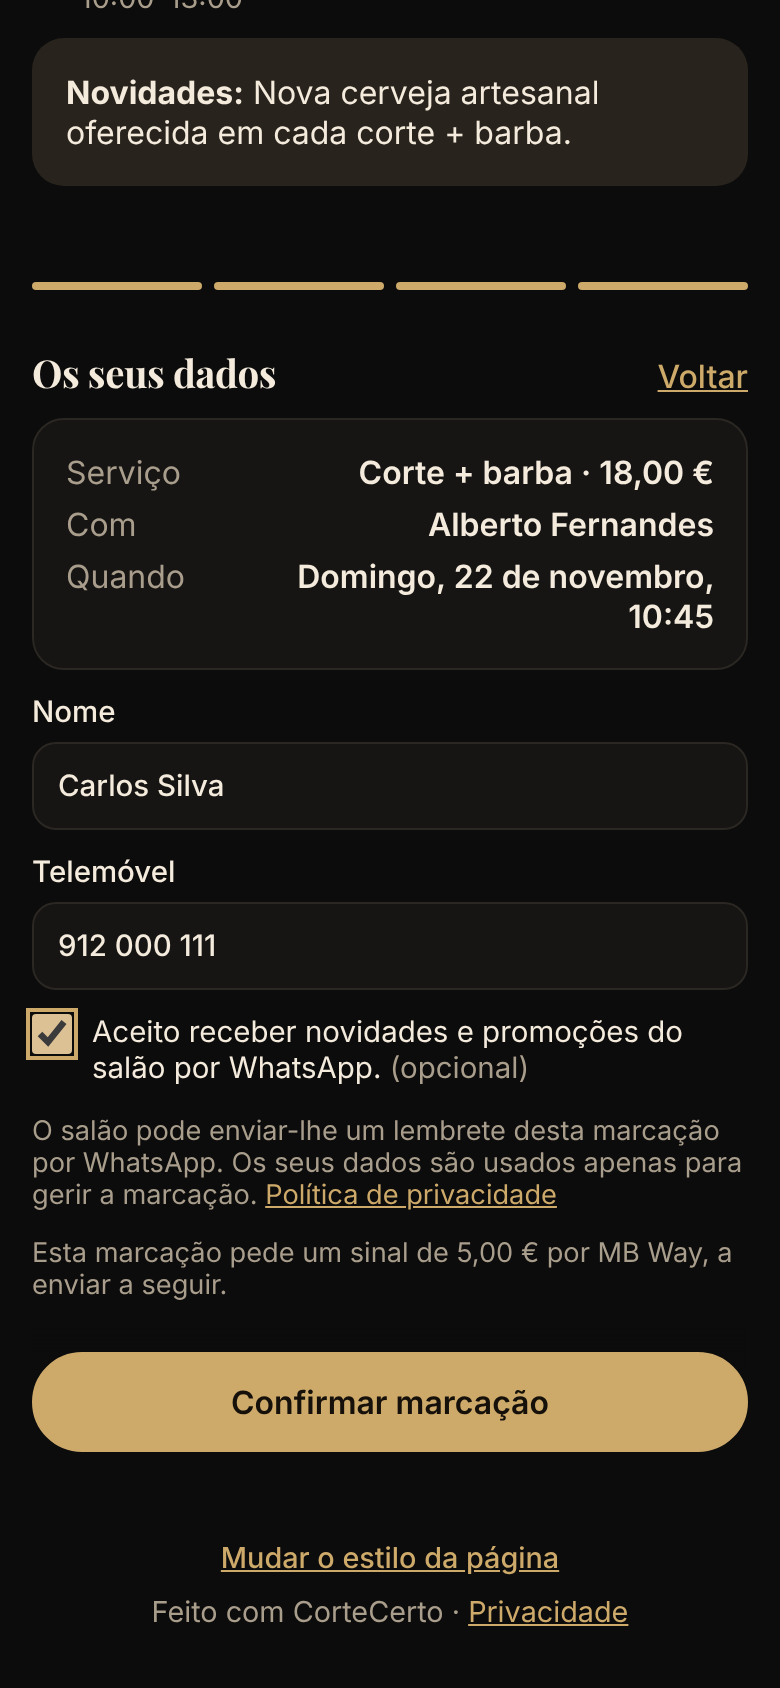 10:00–13:00
Novidades: Nova cerveja artesanal
oferecida em cada corte + barba.
Os seus dados
Voltar
Serviço
Corte + barba · 18,00 €
Com
Alberto Fernandes
Quando
Domingo, 22 de novembro,
10:45
Nome
Carlos Silva
Telemóvel
912 000 111
Aceito receber novidades e promoções do
salão por WhatsApp. (opcional)
O salão pode enviar-lhe um lembrete desta marcação
por WhatsApp. Os seus dados são usados apenas para
gerir a marcação. Política de privacidade
Esta marcação pede um sinal de 5,00 € por MB Way, a
enviar a seguir.
Confirmar marcação
Mudar o estilo da página
Feito com CorteCerto · Privacidade